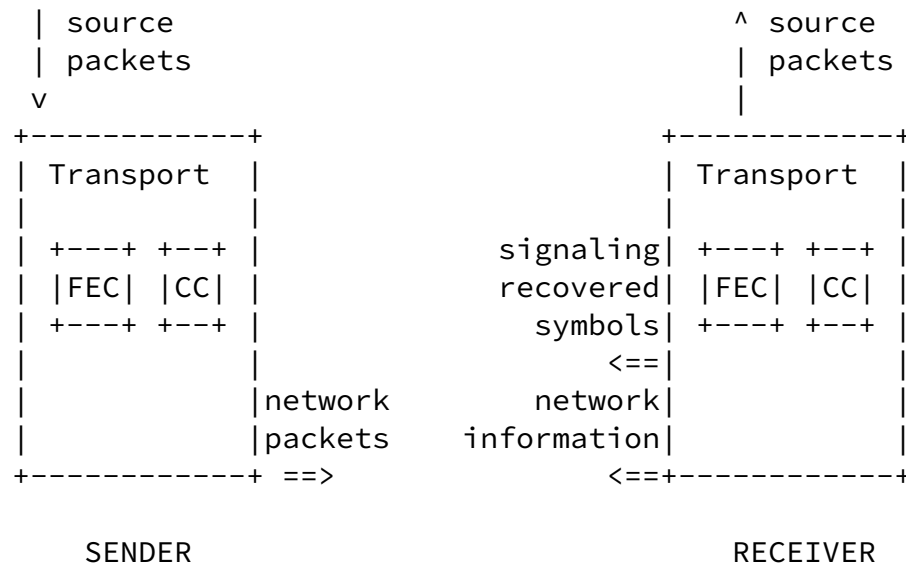 | source                                ^ source
 | packets                               | packets
 v                                       |
+------------+                      +------------+
| Transport  |                      | Transport  |
|            |                      |            |
| +---+ +--+ |             signaling| +---+ +--+ |
| |FEC| |CC| |             recovered| |FEC| |CC| |
| +---+ +--+ |               symbols| +---+ +--+ |
|            |                   <==|            |
|            |network        network|            |
|            |packets    information|            |
+------------+ ==>               <==+------------+
    SENDER                              RECEIVER